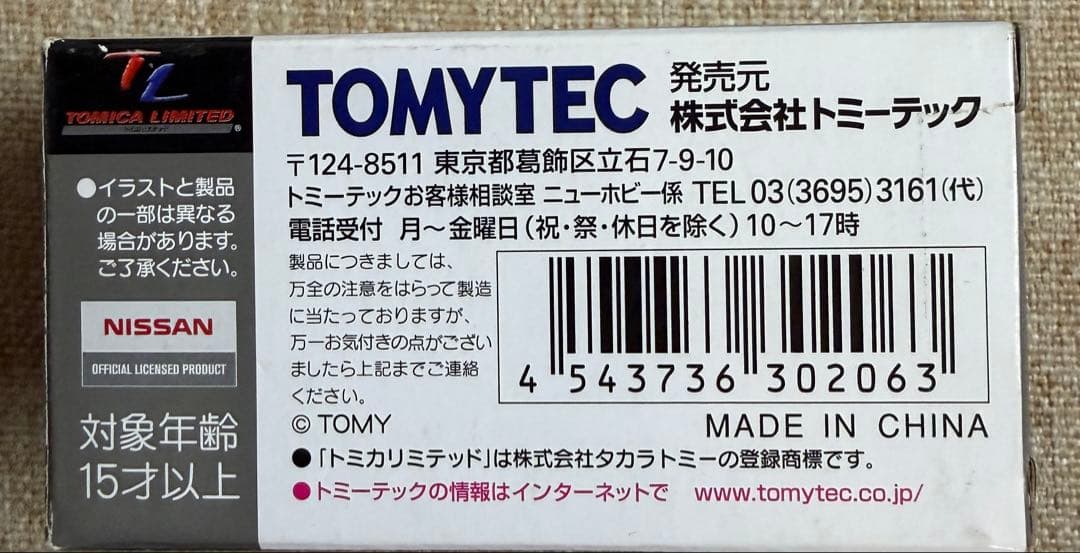 TL
TOMICA LIMITED
®
●イラストと製品
の一部は異なる
場合があります。
ご了承ください。
NISSAN
OFFICIAL LICENSED PRODUCT
対象年齢
15才以上
TOMYTEC
発売元
株式会社トミーテック
〒124-8511 東京都葛飾区立石7-9-10
トミーテックお客様相談室 ニューホビー係 TEL 03(3695)3161(代)
電話受付 月～金曜日(祝・祭・休日を除く)10～17時
製品につきましては、
万全の注意をはらって製造
に当たっておりますが、
万一お気付きの点がござい
ましたら上記までご連絡
ください。
© TOMY
4 543736 302063
MADE IN CHINA
●「トミカリミテッド」は株式会社タカラトミーの登録商標です。
●トミーテックの情報はインターネットで www.tomytec.co.jp/